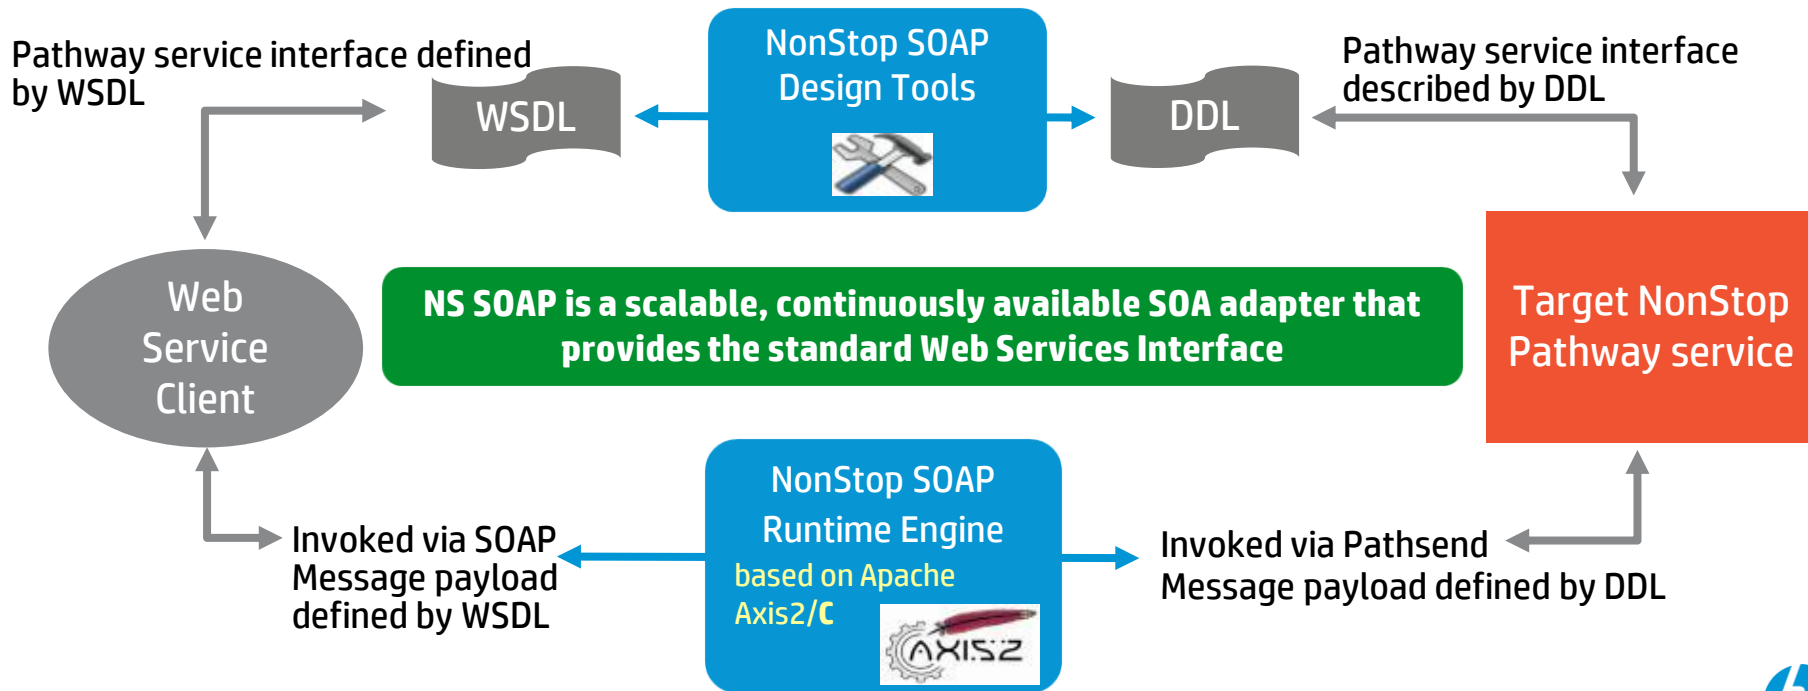 Pathway service interface defined
by WSDL
WSDL
NonStop SOAP
Design Tools
DDL
Pathway service interface
described by DDL
Web
Service
Client
NS SOAP is a scalable, continuously available SOA adapter that
provides the standard Web Services Interface
Target NonStop
Pathway service
Invoked via SOAP
Message payload
defined by WSDL
NonStop SOAP
Runtime Engine
based on Apache
Axis2/C
AXIS2
Invoked via Pathsend
Message payload defined by DDL